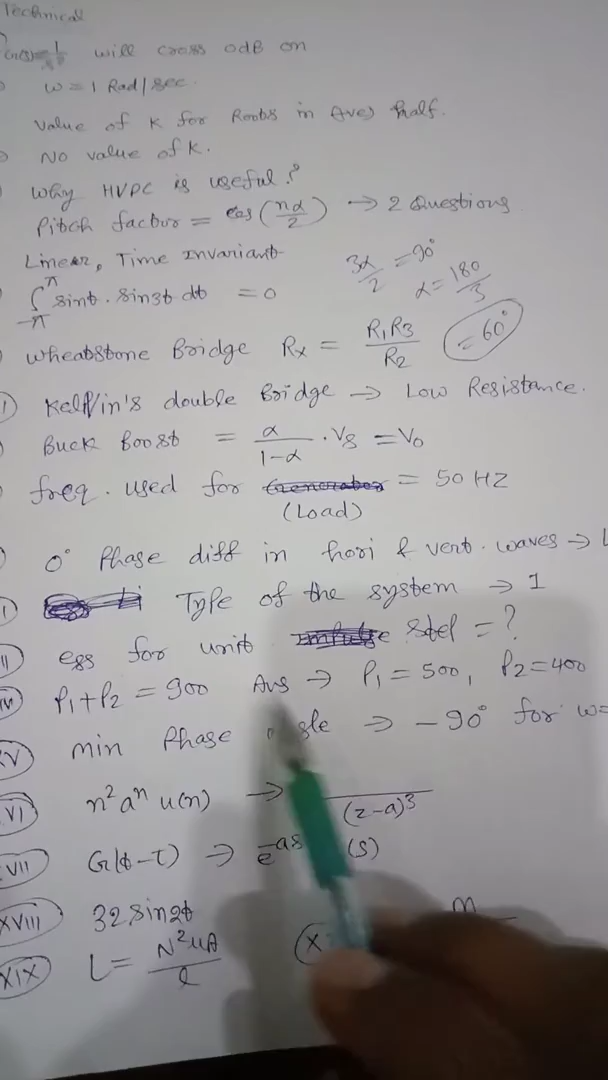 Technical
G(s)=1/ will cross 0dB on
w = 1 Rad/sec.
Value of K for Roots in half.
No value of K.
Why HVDC is useful?
Pitch factor = cos(nα/2) → 2 Questions
Linear, Time Invariant
3α/2 = 90°
α = 180/3
= 60°
∫ π -π sint. sin3t dt = 0
Wheatstone Bridge Rx = R1R3/R2
Kelvin's double Bridge → Low Resistance.
Buck Boost = α/1-α . Vs = Vo
freq. used for = 50 HZ
(Load)
0° Phase diff in hori & vert. waves →
Type of the system → 1
ess for unit step = ?
P1 + P2 = 900 Ans → P1 = 500, P2 = 400
XV min Phase → -90° for w=
VI n²aⁿ u(n) → /(z-a)³
VII G(t-T) → e-as (s)
XVIII 32 sin2t
XIX L = N²uA/l (x m